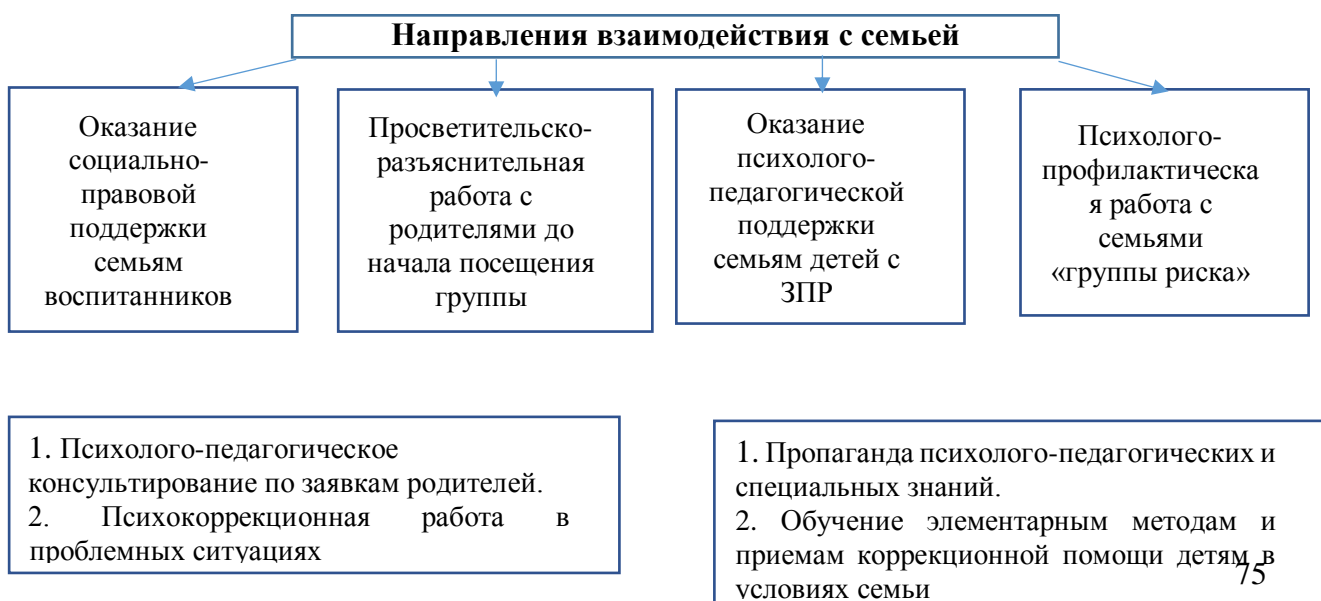 Направления взаимодействия с семьей
Оказание
социально-
правовой
поддержки
семьям
воспитанников
Просветительско-
разъяснительная
работа с
родителями до
начала посещения
группы
Оказание
психолого-
педагогической
поддержки
семьям детей с
ЗПР
Психолого-
профилактическа
я работа с
семьями
«группы риска»
1. Психолого-педагогическое
консультирование по заявкам родителей.
2. Психокоррекционная работа в
проблемных ситуациях
1. Пропаганда психолого-педагогических и
специальных знаний.
2. Обучение элементарным методам и
приемам коррекционной помощи детям в
условиях семьи
75